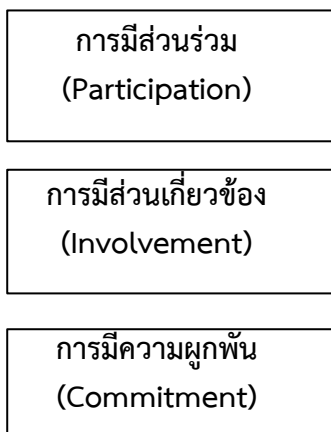 การมีส่วนร่วม
(Participation)
การมีส่วนเกี่ยวข้อง
(Involvement)
การมีความผูกพัน
(Commitment)